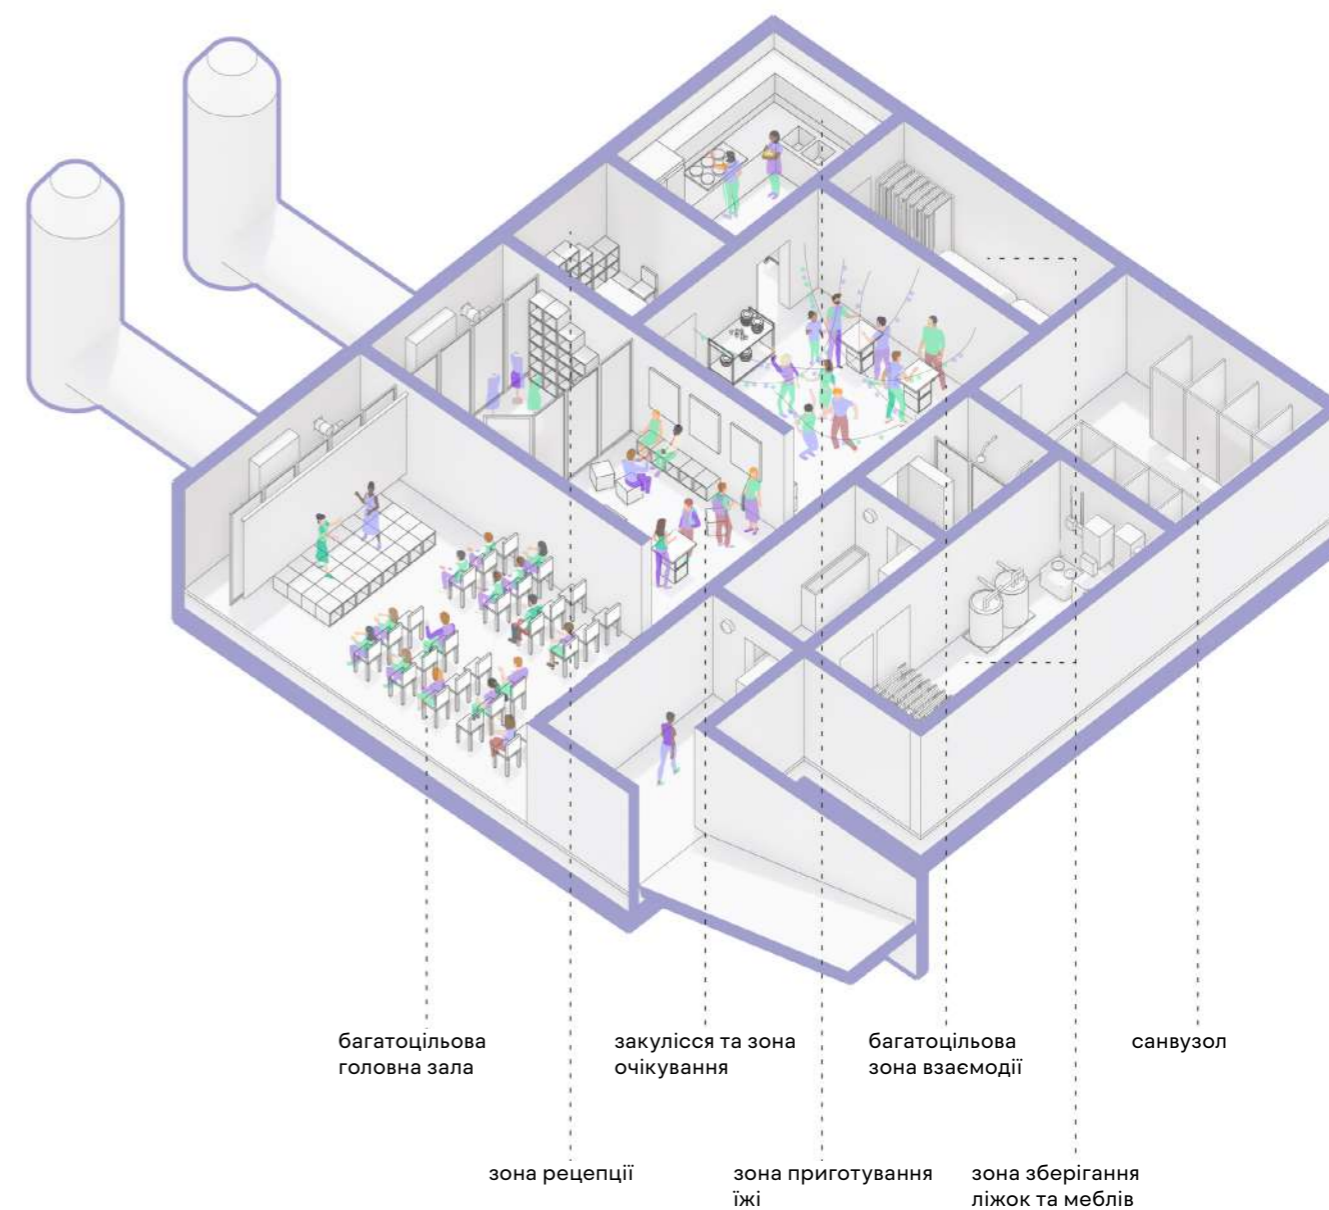 багатоцільова
головна зала
закулісся та зона
очікування
багатоцільова
зона взаємодії
санвузол
зона рецепції
зона приготування
їжі
зона зберігання
ліжок та меблів